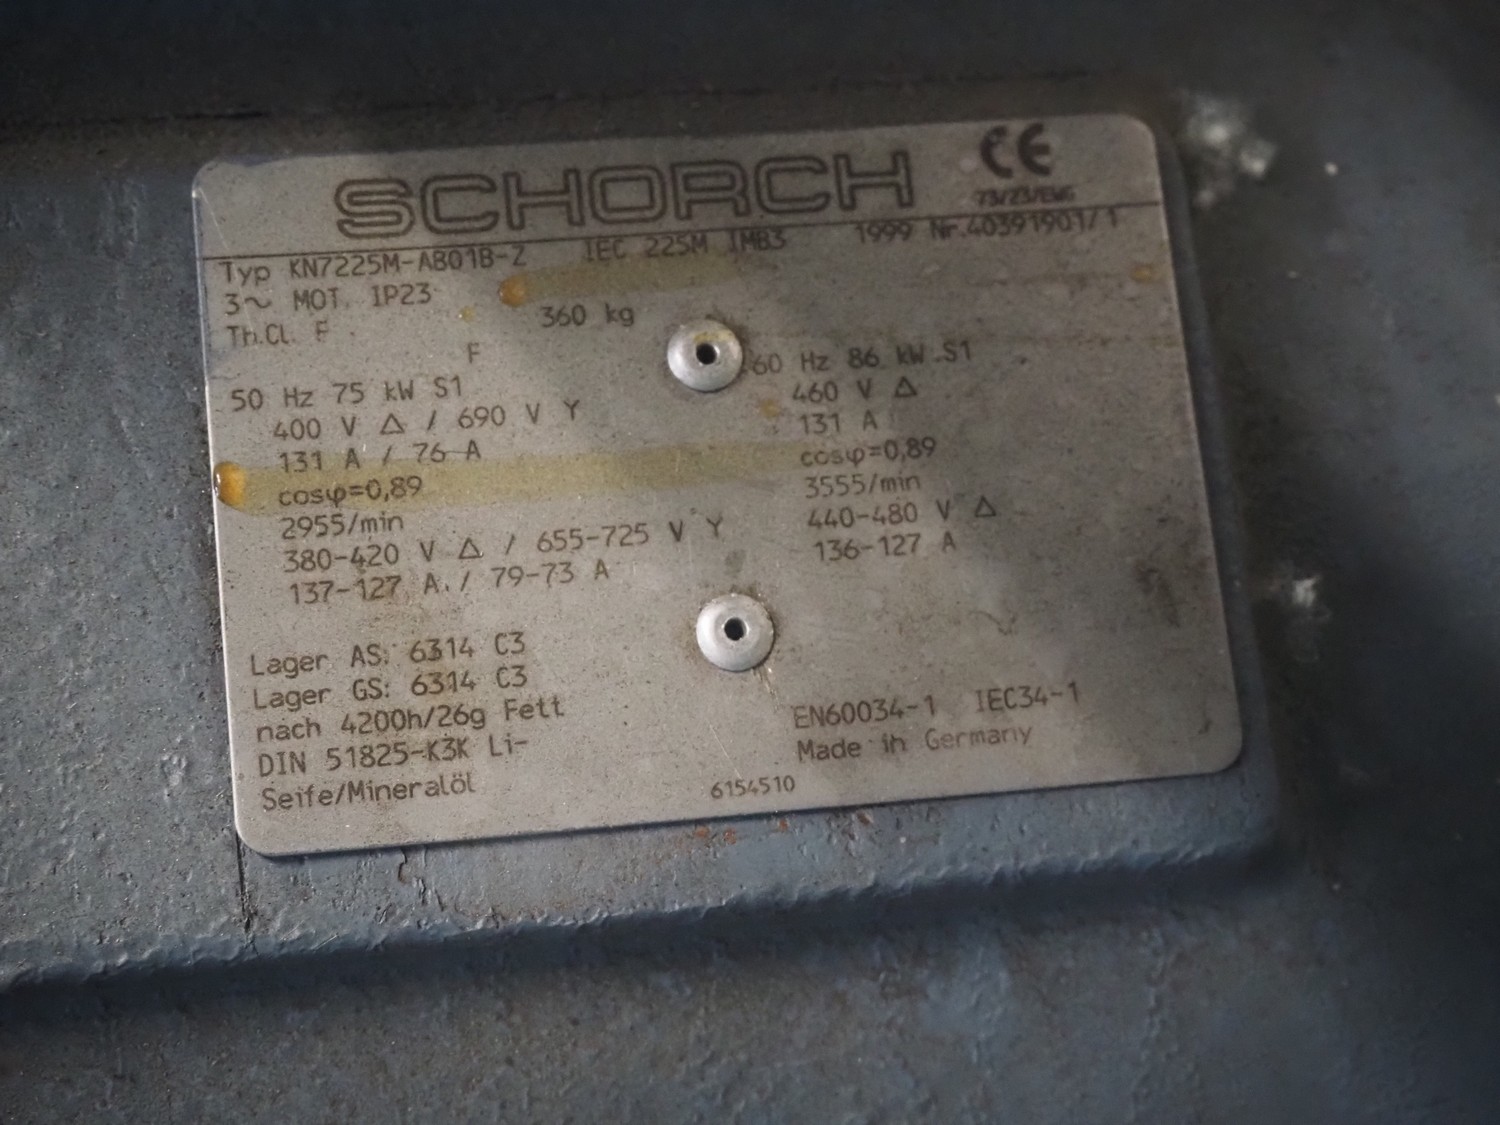 SCHORCH
CE
73/23/EWG
Typ KN7225M-AB01B-Z IEC 225M IMB3 1999 Nr.40391901/1
3~ MOT. IP23
360 kg
Th.Cl. F
F
50 Hz 75 kW S1
400 V Δ / 690 V Y
131 A / 76 A
cosφ=0,89
2955/min
380-420 V Δ / 655-725 V Y
137-127 A / 79-73 A
60 Hz 86 kW S1
460 V Δ
131 A
cosφ=0,89
3555/min
440-480 V Δ
136-127 A
Lager AS: 6314 C3
Lager GS: 6314 C3
nach 4200h/26g Fett
DIN 51825-K3K Li-
Seife/Mineralöl
EN60034-1 IEC34-1
Made in Germany
6154510